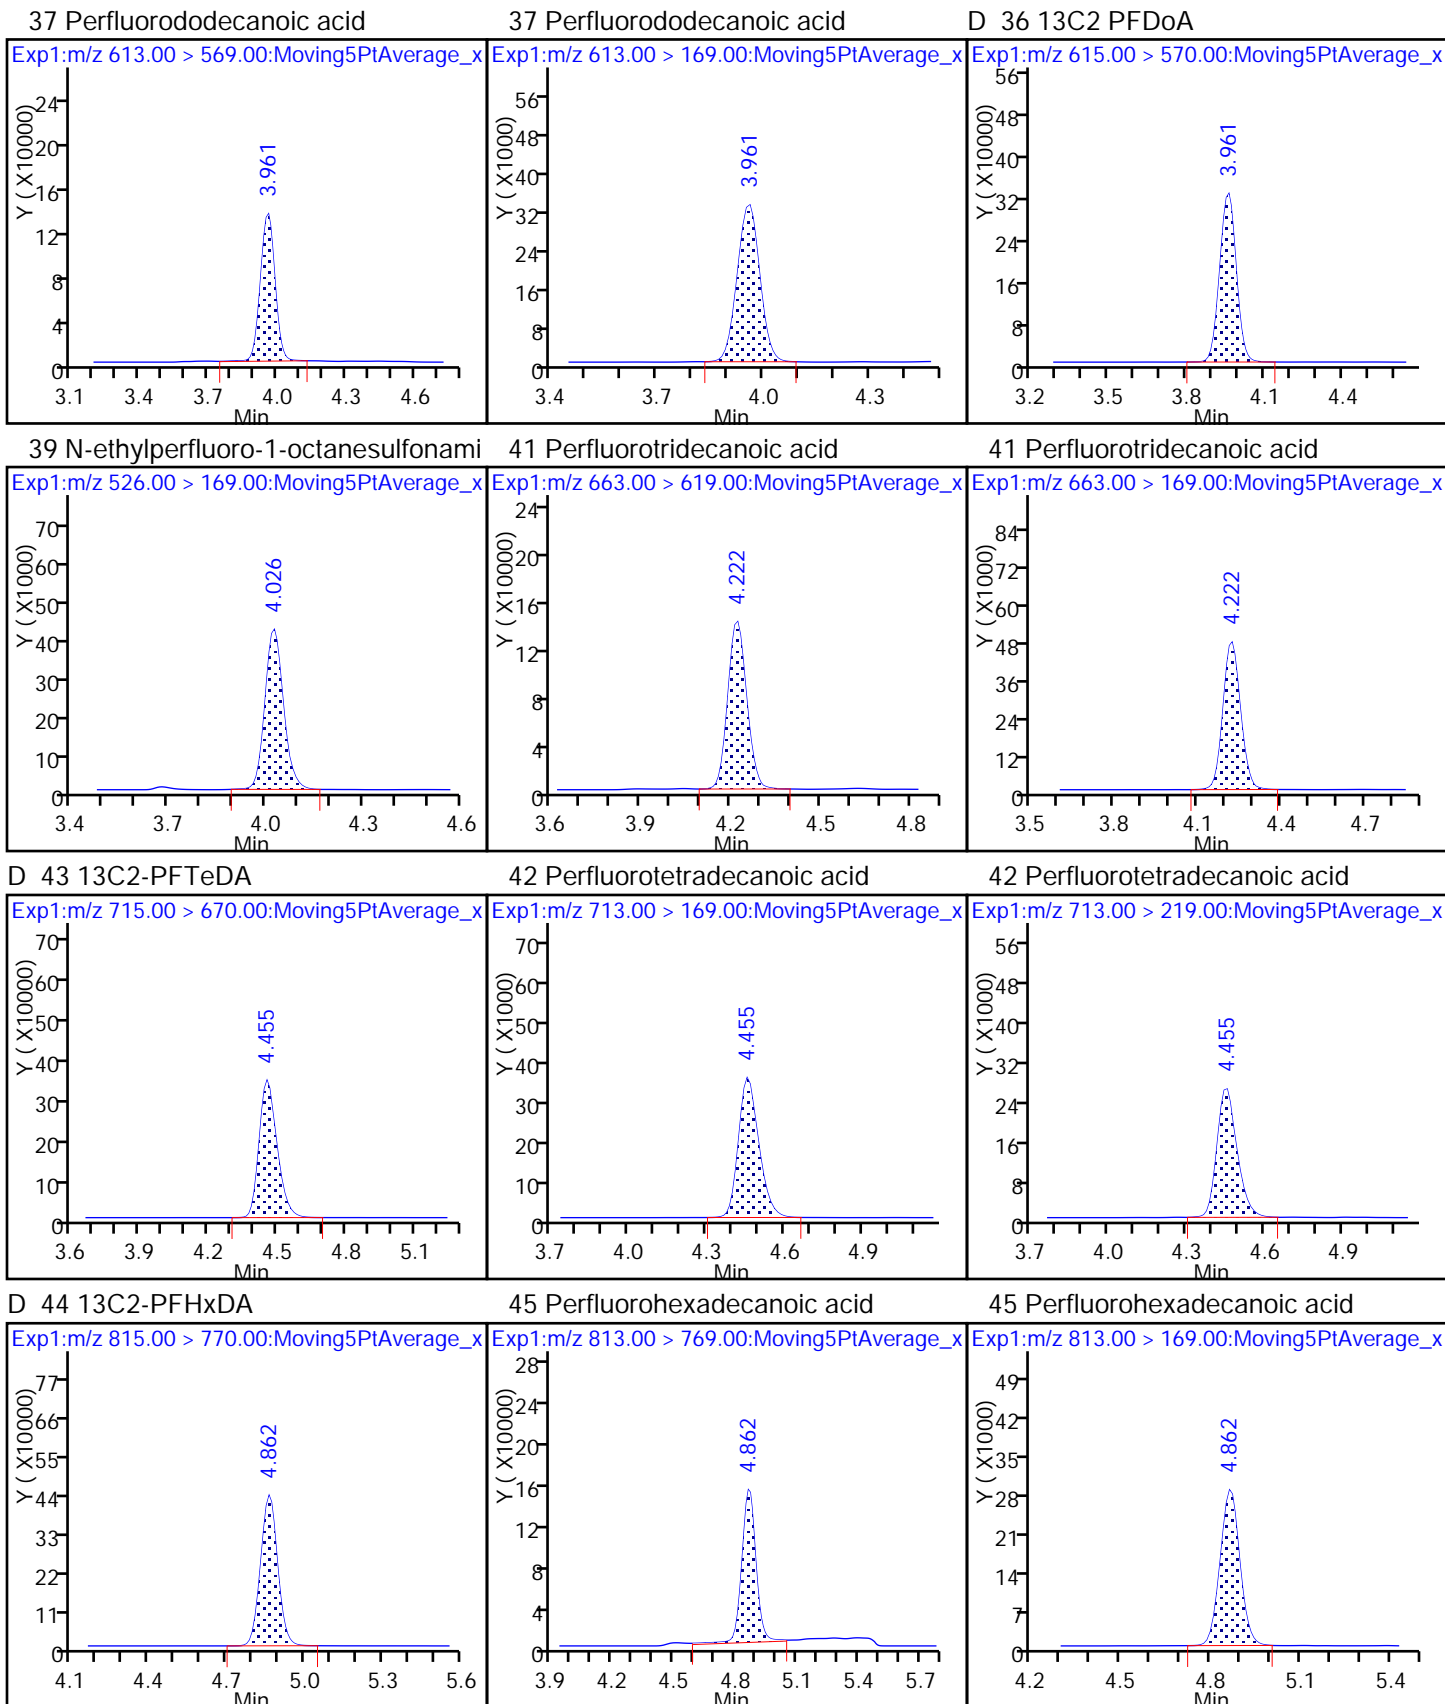 37 Perfluorododecanoic acid
Exp1:m/z 613.00 > 569.00:Moving5PtAverage_x
Y ( X10000)
24
20
16
12
8
4
0
3.961
3.1 3.4 3.7 4.0 4.3 4.6
Min
37 Perfluorododecanoic acid
Exp1:m/z 613.00 > 169.00:Moving5PtAverage_x
Y ( X1000)
56
48
40
32
24
16
8
0
3.961
3.4 3.7 4.0 4.3
Min
D 36 13C2 PFDoA
Exp1:m/z 615.00 > 570.00:Moving5PtAverage_x
Y ( X10000)
56
48
40
32
24
16
8
0
3.961
3.2 3.5 3.8 4.1 4.4
Min
39 N-ethylperfluoro-1-octanesulfonami
Exp1:m/z 526.00 > 169.00:Moving5PtAverage_x
Y ( X1000)
70
60
50
40
30
20
10
0
4.026
3.4 3.7 4.0 4.3 4.6
Min
41 Perfluorotridecanoic acid
Exp1:m/z 663.00 > 619.00:Moving5PtAverage_x
Y ( X10000)
24
20
16
12
8
4
0
4.222
3.6 3.9 4.2 4.5 4.8
Min
41 Perfluorotridecanoic acid
Exp1:m/z 663.00 > 169.00:Moving5PtAverage_x
Y ( X1000)
84
72
60
48
36
24
12
0
4.222
3.5 3.8 4.1 4.4 4.7
Min
D 43 13C2-PFTeDA
Exp1:m/z 715.00 > 670.00:Moving5PtAverage_x
Y ( X10000)
70
60
50
40
30
20
10
0
4.455
3.6 3.9 4.2 4.5 4.8 5.1
Min
42 Perfluorotetradecanoic acid
Exp1:m/z 713.00 > 169.00:Moving5PtAverage_x
Y ( X1000)
70
60
50
40
30
20
10
0
4.455
3.7 4.0 4.3 4.6 4.9
Min
42 Perfluorotetradecanoic acid
Exp1:m/z 713.00 > 219.00:Moving5PtAverage_x
Y ( X1000)
56
48
40
32
24
16
8
0
4.455
3.7 4.0 4.3 4.6 4.9
Min
D 44 13C2-PFHxDA
Exp1:m/z 815.00 > 770.00:Moving5PtAverage_x
Y ( X10000)
77
66
55
44
33
22
11
0
4.862
4.1 4.4 4.7 5.0 5.3 5.6
Min
45 Perfluorohexadecanoic acid
Exp1:m/z 813.00 > 769.00:Moving5PtAverage_x
Y ( X10000)
28
24
20
16
12
8
4
0
4.862
3.9 4.2 4.5 4.8 5.1 5.4 5.7
Min
45 Perfluorohexadecanoic acid
Exp1:m/z 813.00 > 169.00:Moving5PtAverage_x
Y ( X1000)
49
42
35
28
21
14
7
0
4.862
4.2 4.5 4.8 5.1 5.4
Min